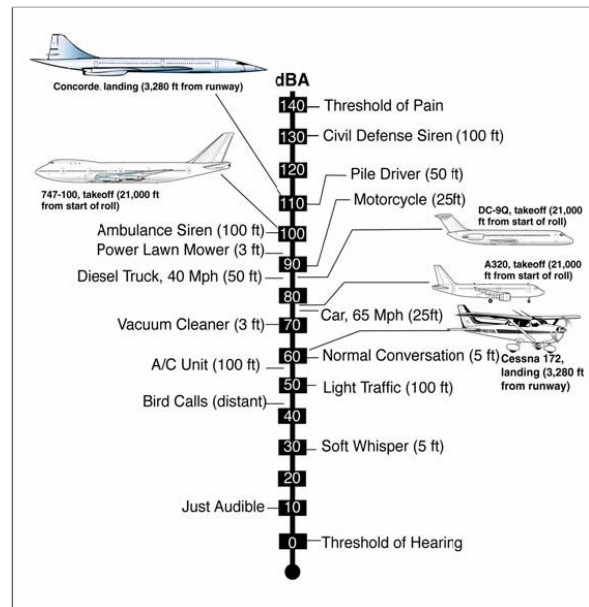 Concorde, landing (3,280 ft from runway)
dBA
140 Threshold of Pain
130 Civil Defense Siren (100 ft)
120
Pile Driver (50 ft)
747-100, takeoff (21,000 ft
from start of roll)
110
Motorcycle (25ft)
DC-9Q, takeoff (21,000
ft from start of roll)
Ambulance Siren (100 ft) 100
Power Lawn Mower (3 ft)
90
A320, takeoff (21,000
ft from start of roll)
Diesel Truck, 40 Mph (50 ft)
80
Car, 65 Mph (25ft)
Vacuum Cleaner (3 ft) 70
60 Normal Conversation (5 ft)
Cessna 172,
landing (3,280 ft
from runway)
A/C Unit (100 ft)
50 Light Traffic (100 ft)
Bird Calls (distant)
40
30 Soft Whisper (5 ft)
20
Just Audible 10
0 Threshold of Hearing